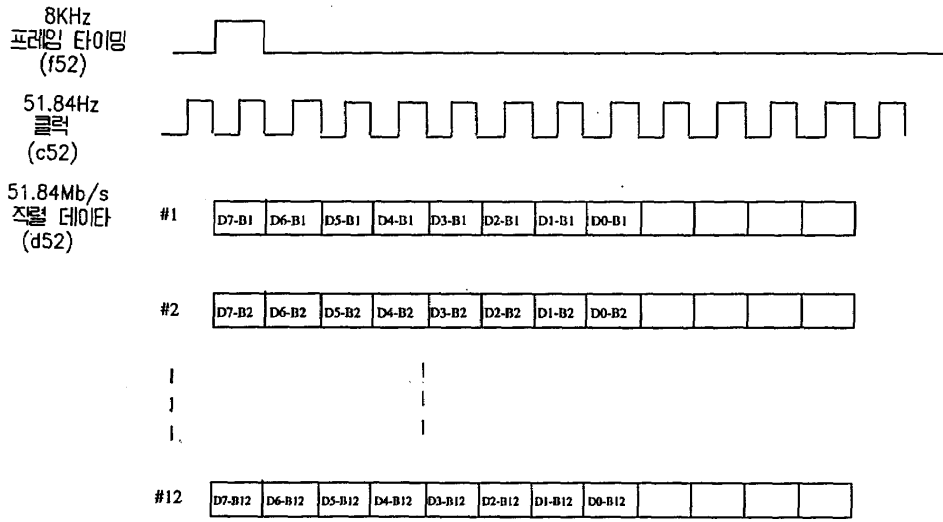 8KHz
프레임 타이밍
(f52)
51.84Hz
클럭
(c52)
51.84Mb/s
직렬 데이타
(d52)
#1 D7-B1 D6-B1 D5-B1 D4-B1 D3-B1 D2-B1 D1-B1 D0-B1
#2 D7-B2 D6-B2 D5-B2 D4-B2 D3-B2 D2-B2 D1-B2 D0-B2
#12 D7-B12 D6-B12 D5-B12 D4-B12 D3-B12 D2-B12 D1-B12 D0-B12